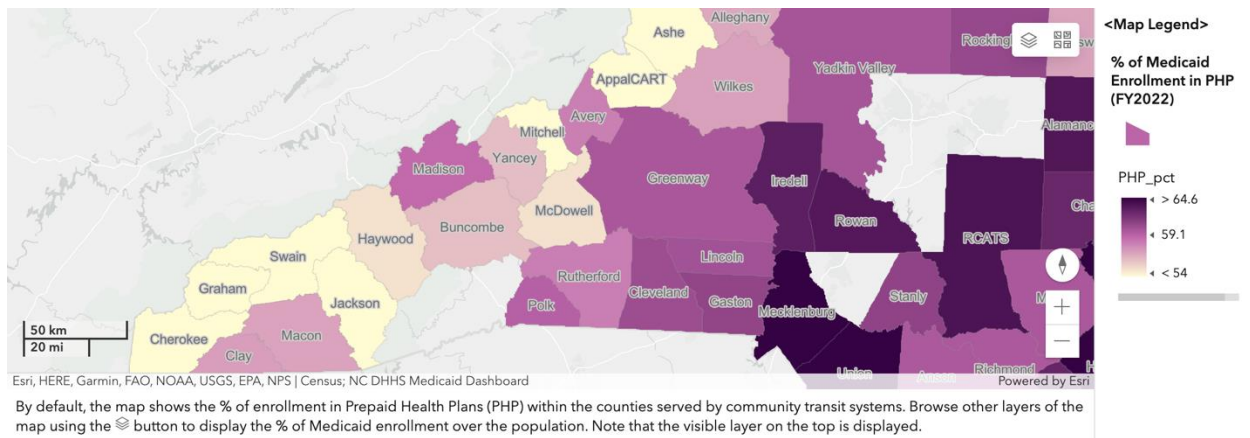 Alleghany
Ashe
Rocking
AppalCART
Yadkin Valley
Wilkes
Avery
Mitchell
Alamanc
Madison
Yancey
Greenway
Iredell
McDowell
Rowan
Cha
Buncombe
Haywood
RCATS
Swain
Lincoln
Rutherford
Graham
Jackson
Polk
Cleveland
Gaston
Stanly
M
Mecklenburg
Cherokee
Macon
Clay
Union
Anson
Richmond
H
50 km
20 mi
+
−
Esri, HERE, Garmin, FAO, NOAA, USGS, EPA, NPS | Census; NC DHHS Medicaid Dashboard
Powered by Esri
<Map Legend>
% of Medicaid
Enrollment in PHP
(FY2022)
PHP_pct
> 64.6
59.1
< 54
By default, the map shows the % of enrollment in Prepaid Health Plans (PHP) within the counties served by community transit systems. Browse other layers of the
map using the button to display the % of Medicaid enrollment over the population. Note that the visible layer on the top is displayed.